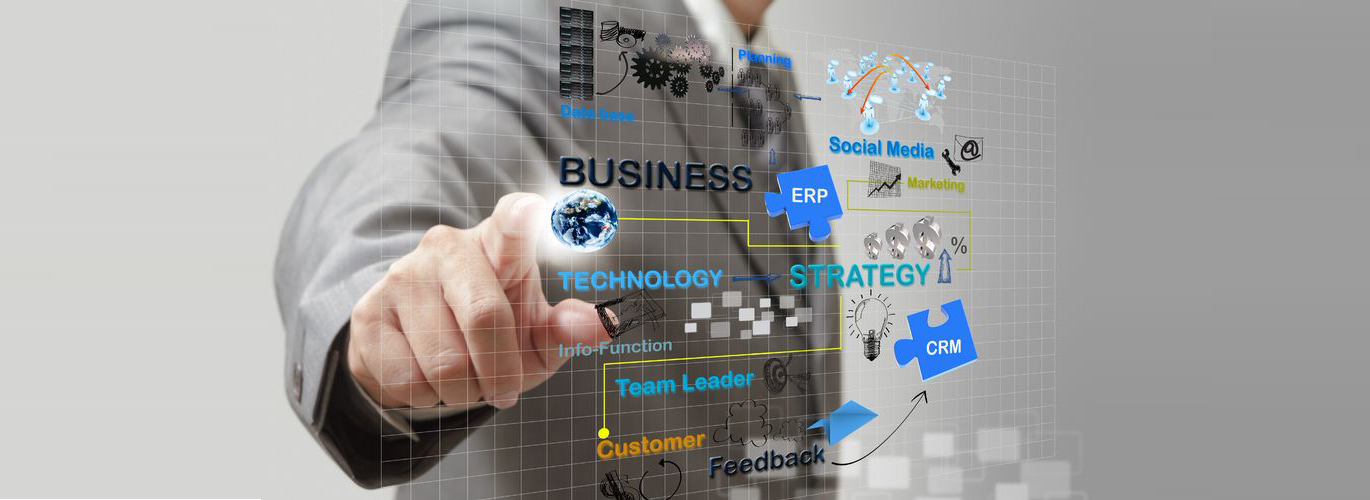 Planning
Data base
Social Media
@
BUSINESS
ERP
Marketing
%
TECHNOLOGY
STRATEGY
Info-Function
CRM
Team Leader
Customer
Feedback